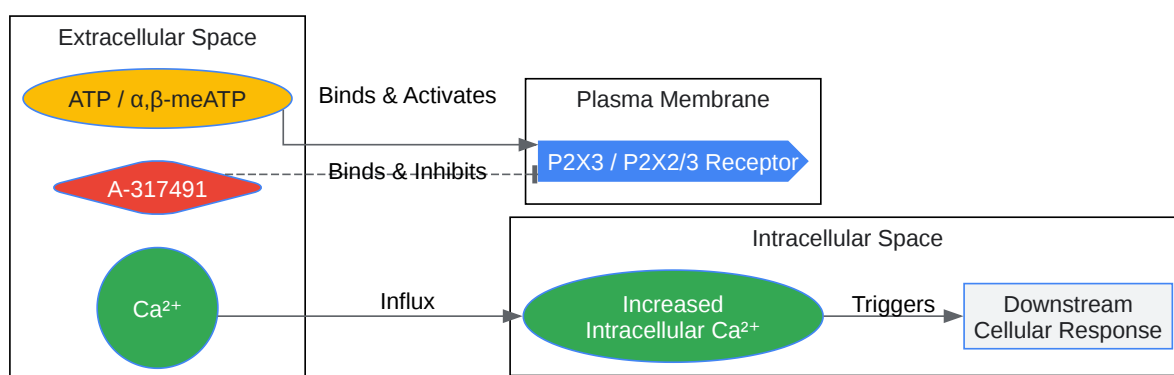 Extracellular Space
ATP / α,β-meATP
Binds & Activates
Plasma Membrane
P2X3 / P2X2/3 Receptor
A-317491
Binds & Inhibits
Intracellular Space
Ca²⁺
Influx
Increased
Intracellular Ca²⁺
Triggers
Downstream
Cellular Response